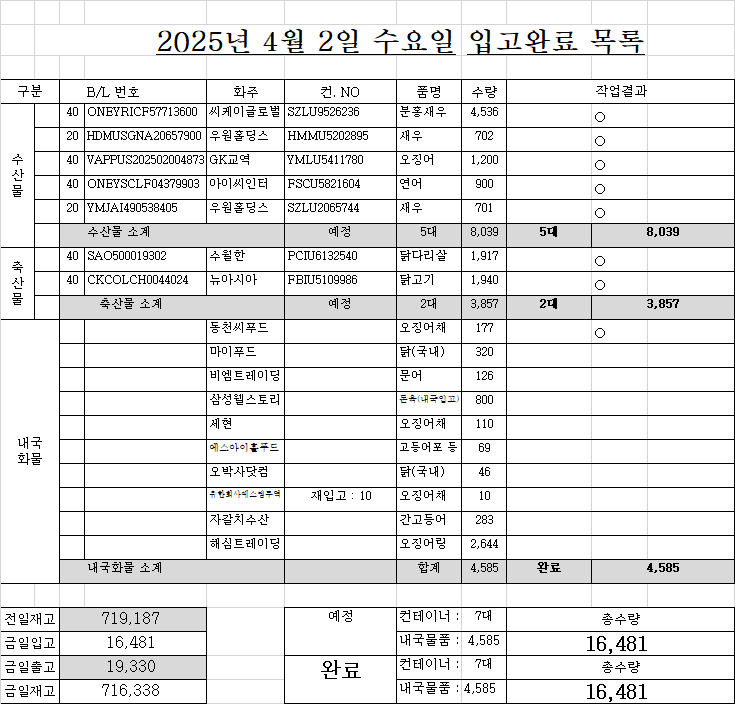 2025년 4월 2일 수요일 입고완료 목록
구분 B/L 번호 화주 컨. NO 품명 수량 작업결과
수산물
40 ONEYRICF57713600 씨케이글로벌 SZLU9526236 분홍새우 4,536 ○
20 HDMUSGNA20657900 우원홀딩스 HMMU5202895 새우 702 ○
40 VAPPUS202502004873 GK교역 YMLU5411780 오징어 1,200 ○
40 ONEYSCLF04379903 아이씨인터 FSCU5821604 연어 900 ○
20 YMJAI490538405 우원홀딩스 SZLU2065744 새우 701 ○
수산물 소계 예정 5대 8,039 5대 8,039
축산물
40 SAO500019302 수월한 PCIU6132540 닭다리살 1,917 ○
40 CKCOLCH0044024 뉴아시아 FBIU5109986 닭고기 1,940 ○
축산물 소계 예정 2대 3,857 2대 3,857
내국
화물
동천씨푸드 오징어채 177 ○
마이푸드 닭(국내) 320
비엠트레이딩 문어 126
삼성웰스토리 돈육(내국입고) 800
제현 오징어채 110
에스아이홀푸드 고등어포 등 69
오박사닷컴 닭(국내) 46
재입고 : 10 오징어채 10
자갈치수산 간고등어 283
해심트레이딩 오징어링 2,644
내국화물 소계 합계 4,585 완료 4,585
전일재고 719,187 예정 컨테이너 : 7대 총수량
금일입고 16,481 내국물품 : 4,585 16,481
금일출고 19,330 완료 컨테이너 : 7대 총수량
금일재고 716,338 내국물품 : 4,585 16,481